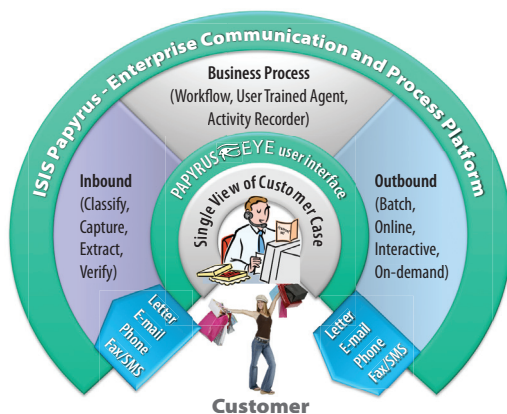 ISIS Papyrus - Enterprise Communication and Process Platform
Business Process
(Workflow, User Trained Agent,
Activity Recorder)
PAPYRUS EYE user interface
Single View of Customer Case
Inbound
(Classify,
Capture,
Extract,
Verify)
Outbound
(Batch,
Online,
Interactive,
On-demand)
Letter
E-mail
Phone
Fax/SMS
Letter
E-mail
Phone
Fax/SMS
Customer